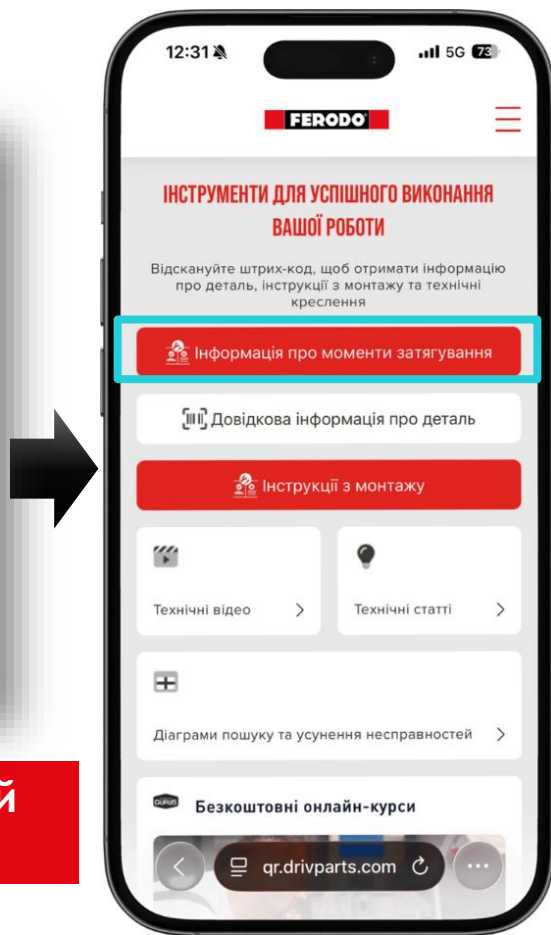 12:31
5G 73
FERODO
ІНСТРУМЕНТИ ДЛЯ УСПІШНОГО ВИКОНАННЯ
ВАШОЇ РОБОТИ
Відскануйте штрих-код, щоб отримати інформацію
про деталь, інструкції з монтажу та технічні
креслення
Інформація про моменти затягування
Довідкова інформація про деталь
Інструкції з монтажу
Технічні відео
Технічні статті
Діаграми пошуку та усунення несправностей
й
Безкоштовні онлайн-курси
qr.drivparts.com